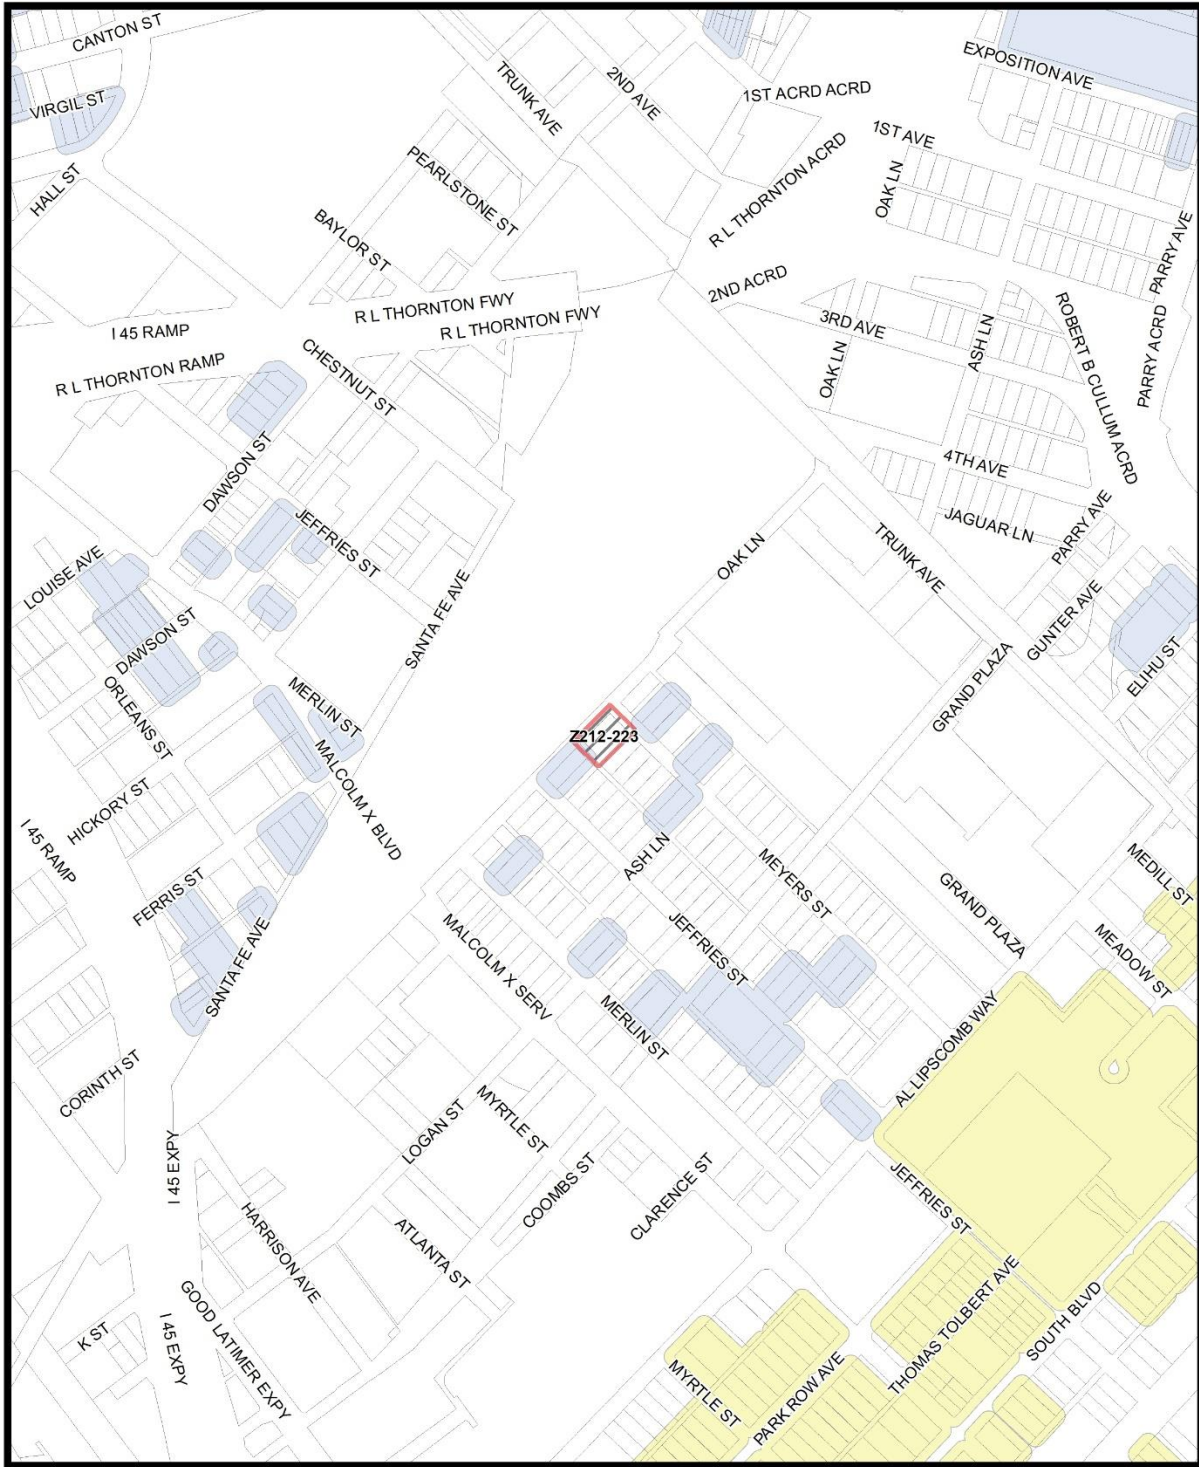 CANTON ST
VIRGIL ST
HALL ST
TRUNK AVE
2ND AVE
1ST ACRD ACRD
EXPOSITION AVE
1ST AVE
PEARLSTONE ST
R L THORNTON ACRD
OAK LN
PARRY AVE
BAYLOR ST
2ND ACRD
I 45 RAMP
R L THORNTON FWY
R L THORNTON FWY
3RD AVE
ASH LN
ROBERT B CULLUM ACRD
PARRY ACRD
R L THORNTON RAMP
CHESTNUT ST
OAK LN
DAWSON ST
4TH AVE
JEFFRIES ST
JAGUAR LN
PARRY AVE
TRUNK AVE
OAK LN
LOUISE AVE
SANTA FE AVE
GUNTER AVE
DAWSON ST
ELIHU ST
GRAND PLAZA
ORLEANS ST
MERLIN ST
Z212-223
MALCOLM X BLVD
HICKORY ST
I 45 RAMP
ASH LN
MEYERS ST
MEDILL ST
FERRIS ST
GRAND PLAZA
JEFFRIES ST
MEADOW ST
SANTA FE AVE
MALCOLM X SERV
MERLIN ST
AL LIPSCOMB WAY
CORINTH ST
MYRTLE ST
LOGAN ST
I 45 EXPY
COOMBS ST
CLARENCE ST
JEFFRIES ST
HARRISON AVE
ATLANTA ST
THOMAS TOLBERT AVE
SOUTH BLVD
GOOD LATIMER EXPY
K ST
I 45 EXPY
MYRTLE ST
PARK ROW AVE